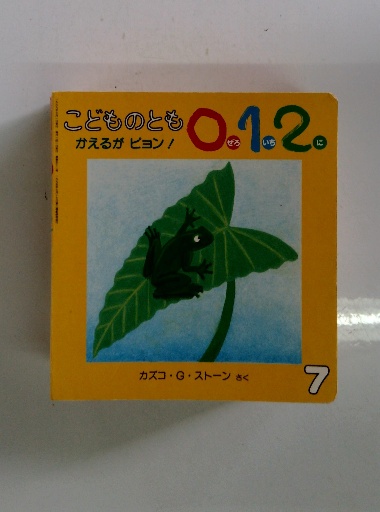 こどものとも 0.1.2.
ぜろ いち に
かえるが ピヨン!
カズコ・G・ストーン さく
7